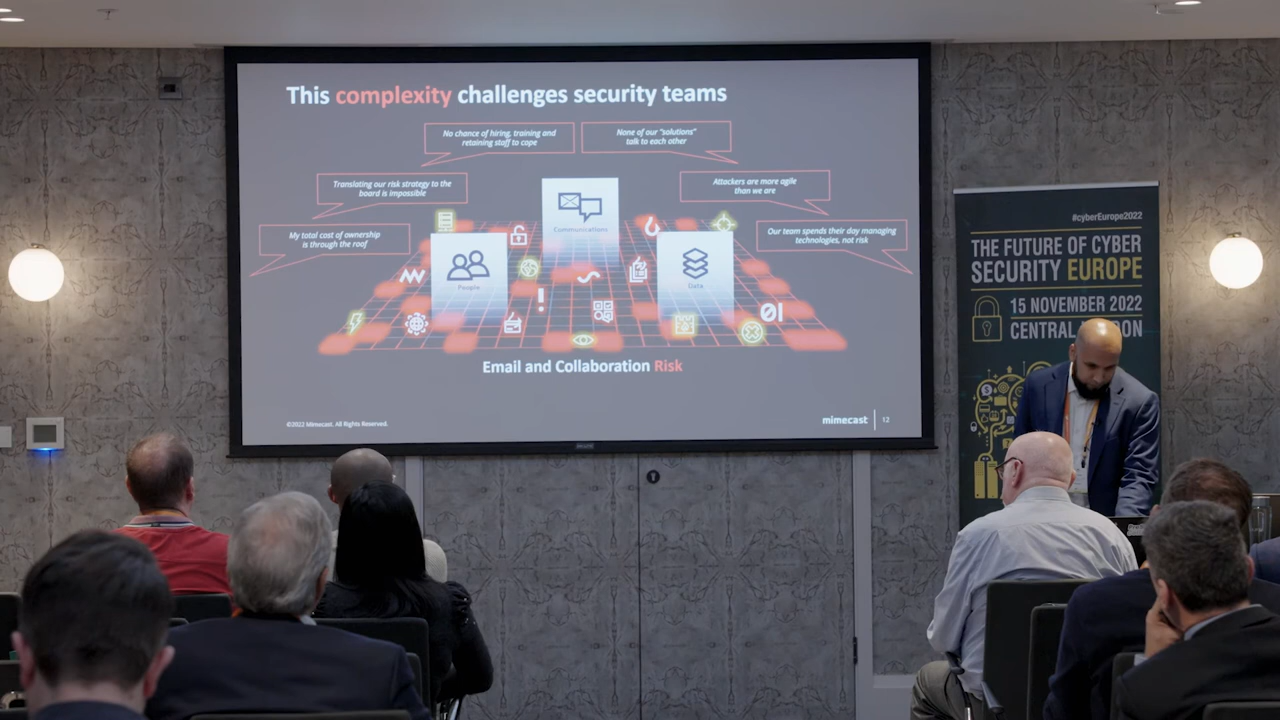 This complexity challenges security teams
No chance of hiring, training and
retaining staff to cope
None of our "solutions"
talk to each other
Translating our risk strategy to the
board is impossible
Attackers are more agile
than we are
My total cost of ownership
is through the roof
Our team spends their day managing
technologies, not risk
Communications
People
Data
Email and Collaboration Risk
©2022 Mimecast. All Rights Reserved.
mimecast
12
#cyberEurope2022
THE FUTURE OF CYBER
SECURITY EUROPE
15 NOVEMBER 2022
CENTRAL